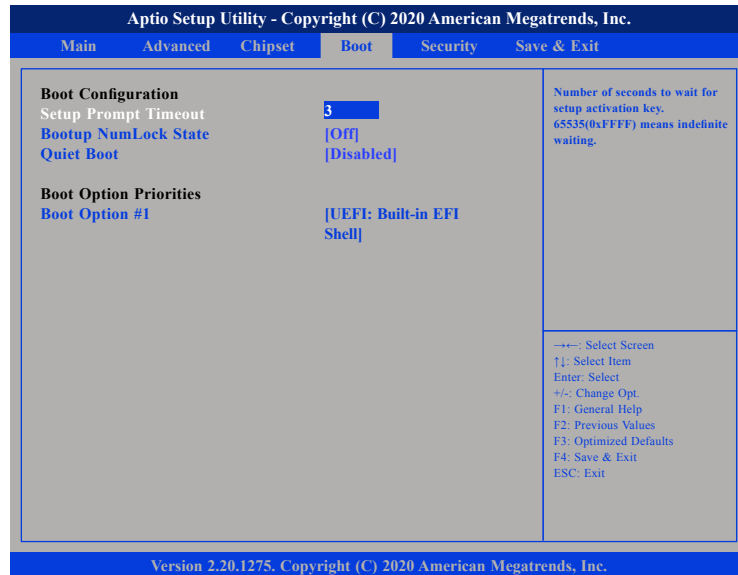 Aptio Setup Utility - Copyright (C) 2020 American Megatrends, Inc.
Main Advanced Chipset Boot Security Save & Exit
Boot Configuration
Setup Prompt Timeout 3
Bootup NumLock State [Off]
Quiet Boot [Disabled]
Boot Option Priorities
Boot Option #1 [UEFI: Built-in EFI
Shell]
Number of seconds to wait for
setup activation key.
65535(0xFFFF) means indefinite
waiting.
→←: Select Screen
↑↓: Select Item
Enter: Select
+/-: Change Opt.
F1: General Help
F2: Previous Values
F3: Optimized Defaults
F4: Save & Exit
ESC: Exit
Version 2.20.1275. Copyright (C) 2020 American Megatrends, Inc.